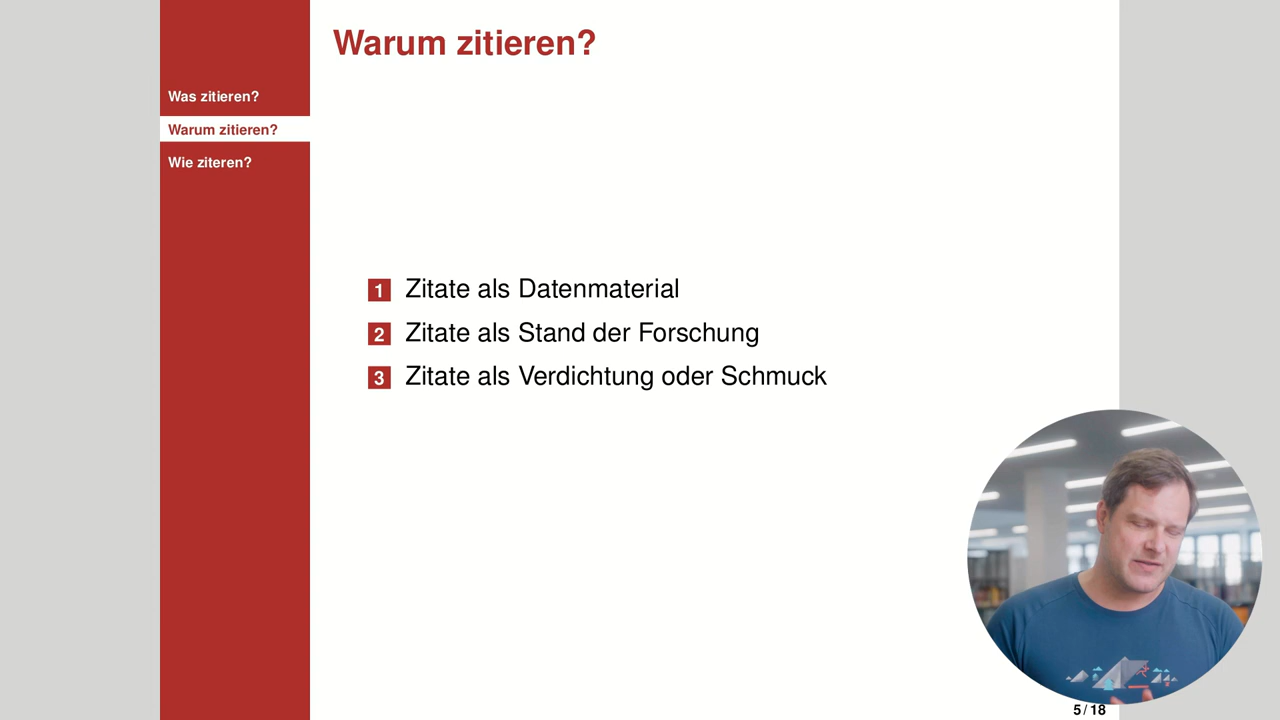 Warum zitieren?
Was zitieren?
Warum zitieren?
Wie ziteren?
1 Zitate als Datenmaterial
2 Zitate als Stand der Forschung
3 Zitate als Verdichtung oder Schmuck
5 / 18